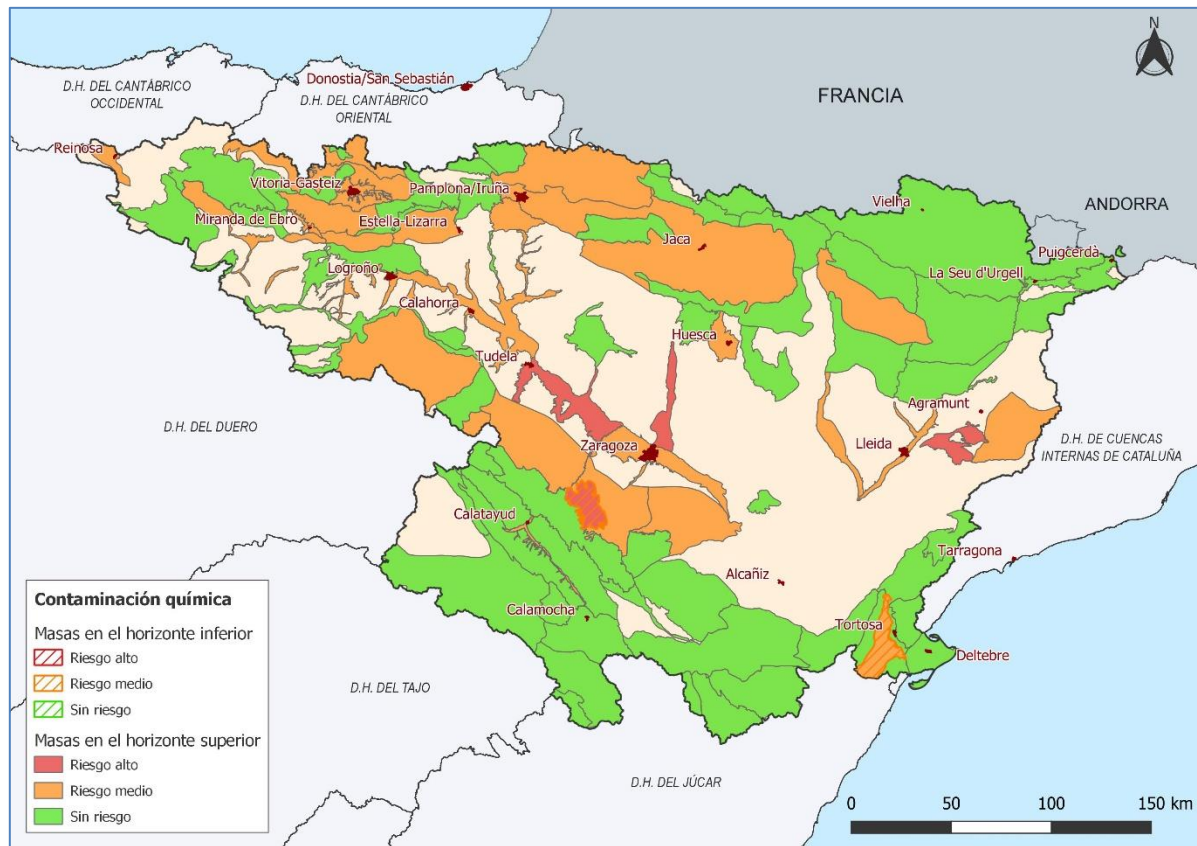 N
Donostia/San Sebastián
D.H. DEL CANTÁBRICO
OCCIDENTAL
D.H. DEL CANTÁBRICO
ORIENTAL
FRANCIA
Reinosa
Vitoria-Gasteiz
Pamplona/Iruña
Vielha
ANDORRA
Miranda de Ebro
Estella-Lizarra
Jaca
Puigcerdà
La Seu d'Urgell
Logroño
Calahorra
Huesca
Tudela
Agramunt
D.H. DEL DUERO
Zaragoza
Lleida
D.H. DE CUENCAS
INTERNAS DE CATALUÑA
Calatayud
Tarragona
Alcañiz
Calamocha
Tortosa
Deltebre
D.H. DEL TAJO
D.H. DEL JÚCAR
Contaminación química
Masas en el horizonte inferior
Riesgo alto
Riesgo medio
Sin riesgo
Masas en el horizonte superior
Riesgo alto
Riesgo medio
Sin riesgo
0 50 100 150 km